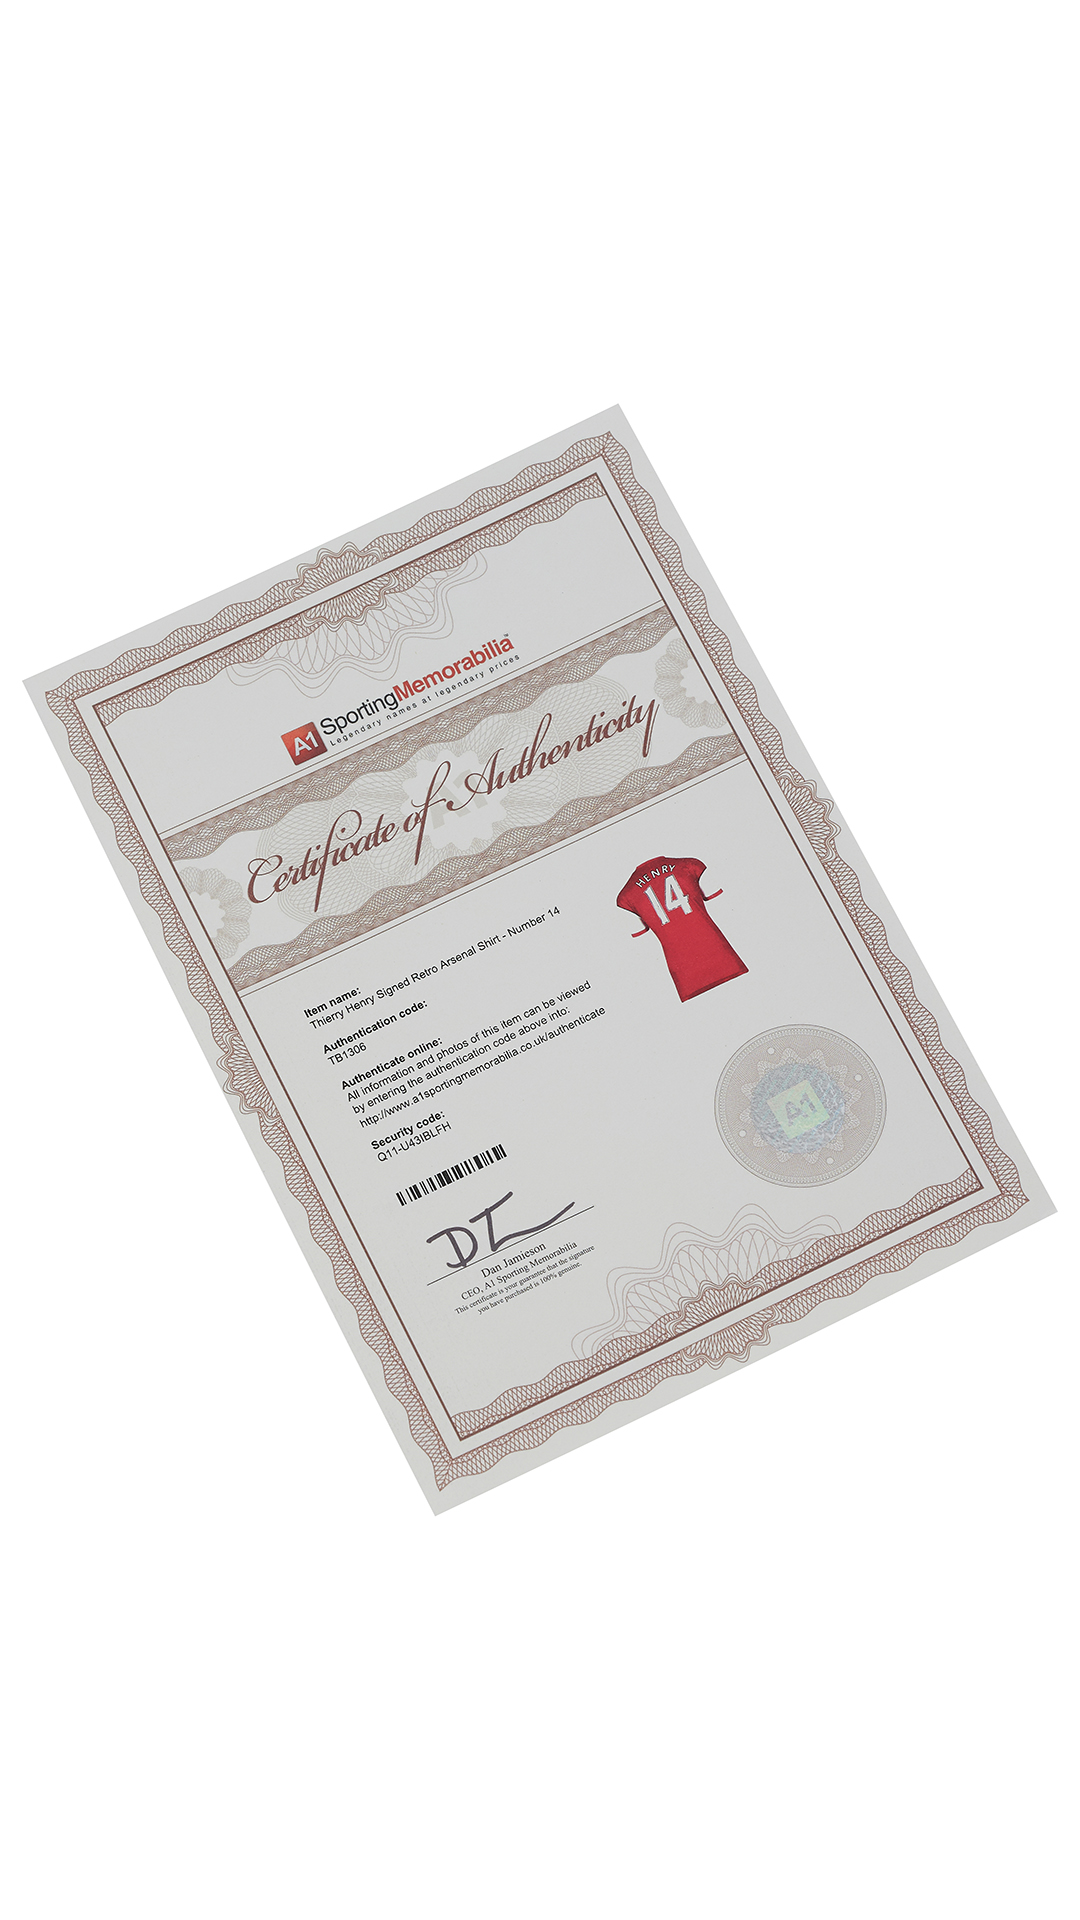 A1 SportingMemorabilia™
Legendary names at legendary prices
Certificate of Authenticity
Item name:
Thierry Henry Signed Retro Arsenal Shirt - Number 14
Authentication code:
TB1306
Authenticate online:
All information and photos of this item can be viewed
by entering the authentication code above into:
http://www.a1sportingmemorabilia.co.uk/authenticate
Security code:
Q11-U43IBLFH
Dan Jamieson
CEO, A1 Sporting Memorabilia
This certificate is your guarantee that the signature
you have purchased is 100% genuine.
HENRY
14
A1